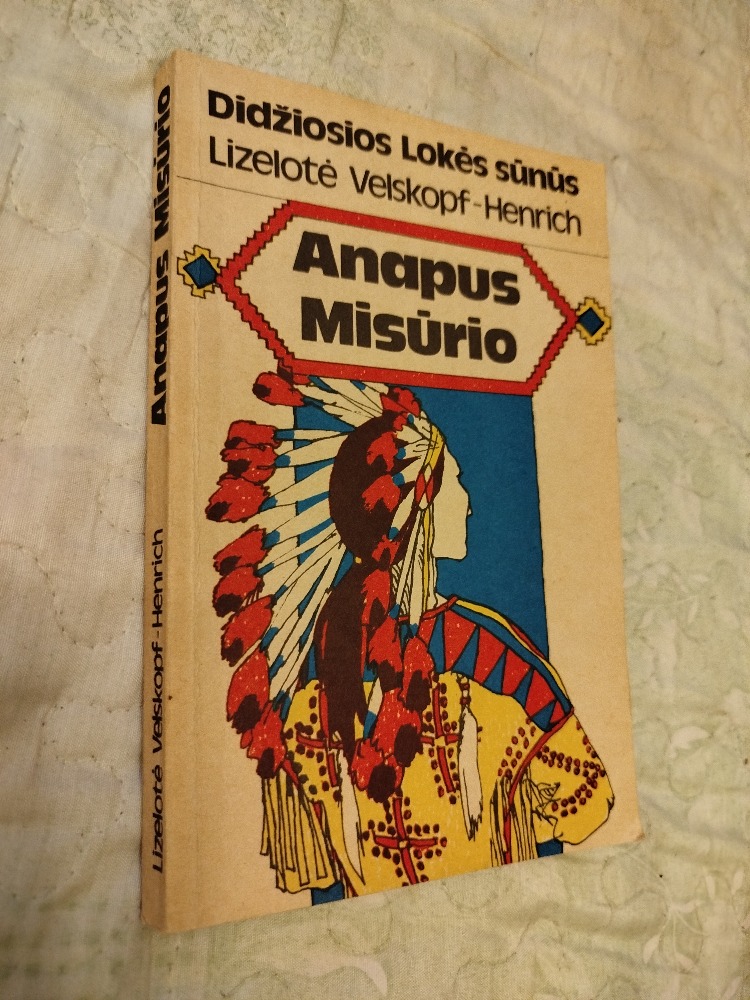 Didžiosios Lokės sūnūs
Lizelotė Velskopf-Henrich
Anapus
Misūrio
Anapus Misūrio
Lizelotė Velskopf-Henrich